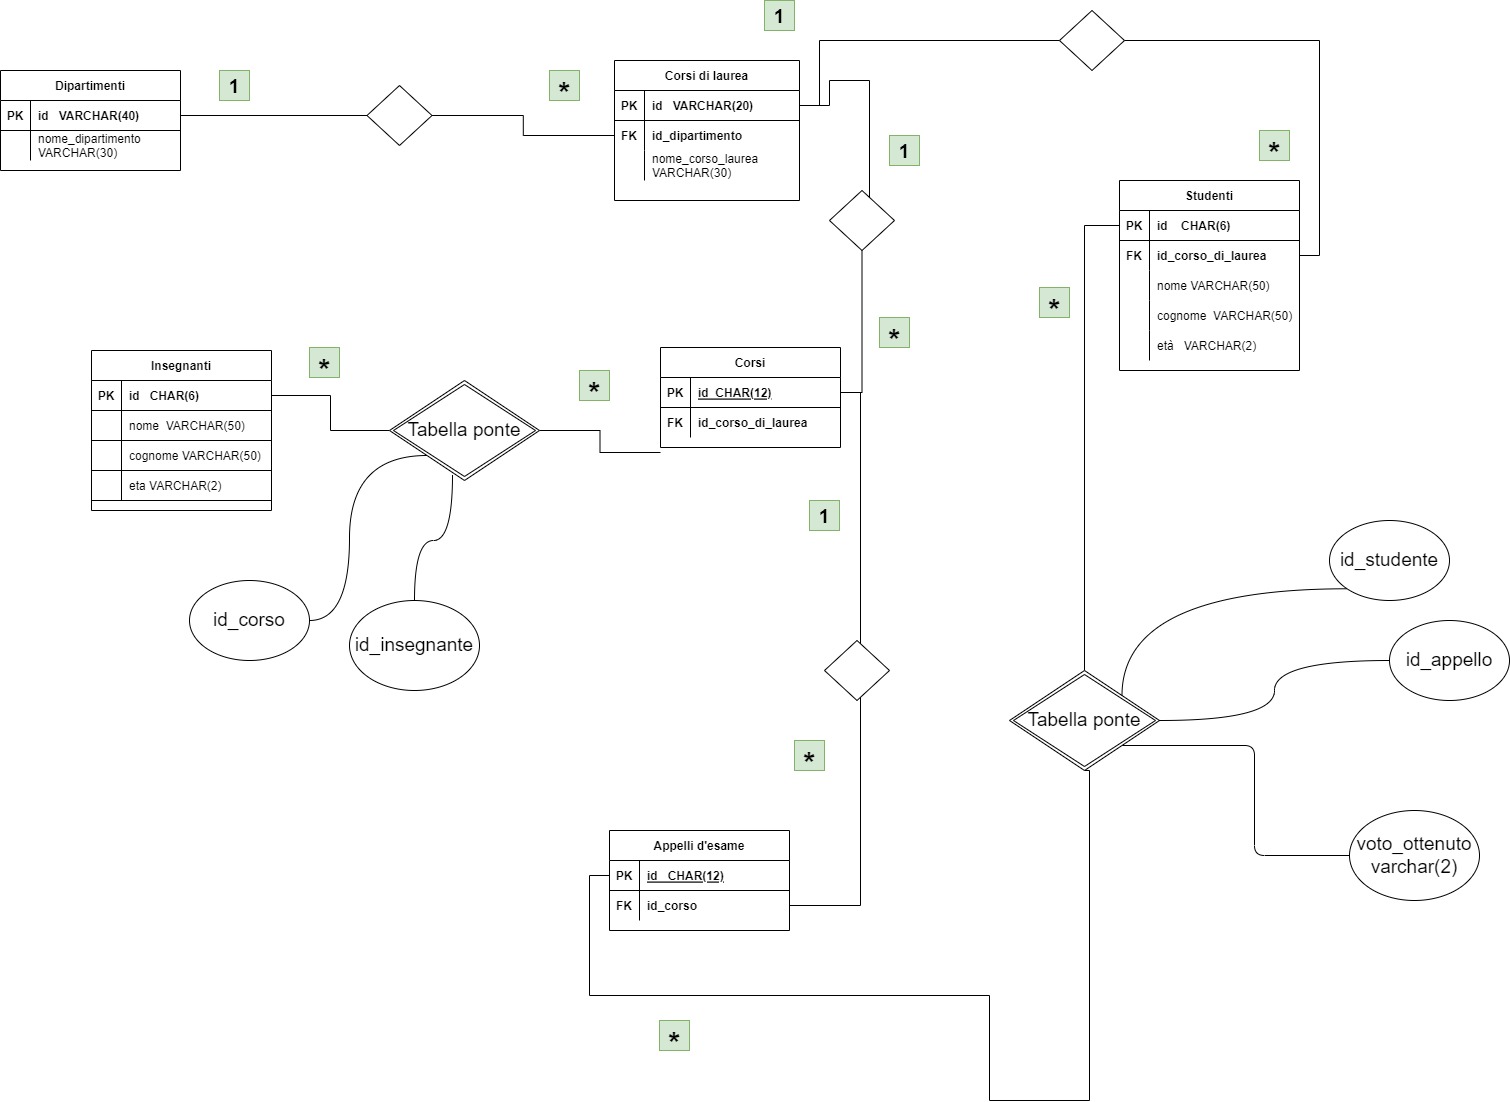 1
Dipartimenti
PK id VARCHAR(40)
nome_dipartimento
VARCHAR(30)
1
*
Corsi di laurea
PK id VARCHAR(20)
FK id_dipartimento
nome_corso_laurea
VARCHAR(30)
1
*
Studenti
PK id CHAR(6)
FK id_corso_di_laurea
nome VARCHAR(50)
cognome VARCHAR(50)
età VARCHAR(2)
*
*
Insegnanti
PK id CHAR(6)
nome VARCHAR(50)
cognome VARCHAR(50)
eta VARCHAR(2)
*
Tabella ponte
*
Corsi
PK id CHAR(12)
FK id_corso_di_laurea
id_corso
id_insegnante
1
*
Appelli d'esame
PK id CHAR(12)
FK id_corso
*
Tabella ponte
id_studente
id_appello
voto_ottenuto
varchar(2)